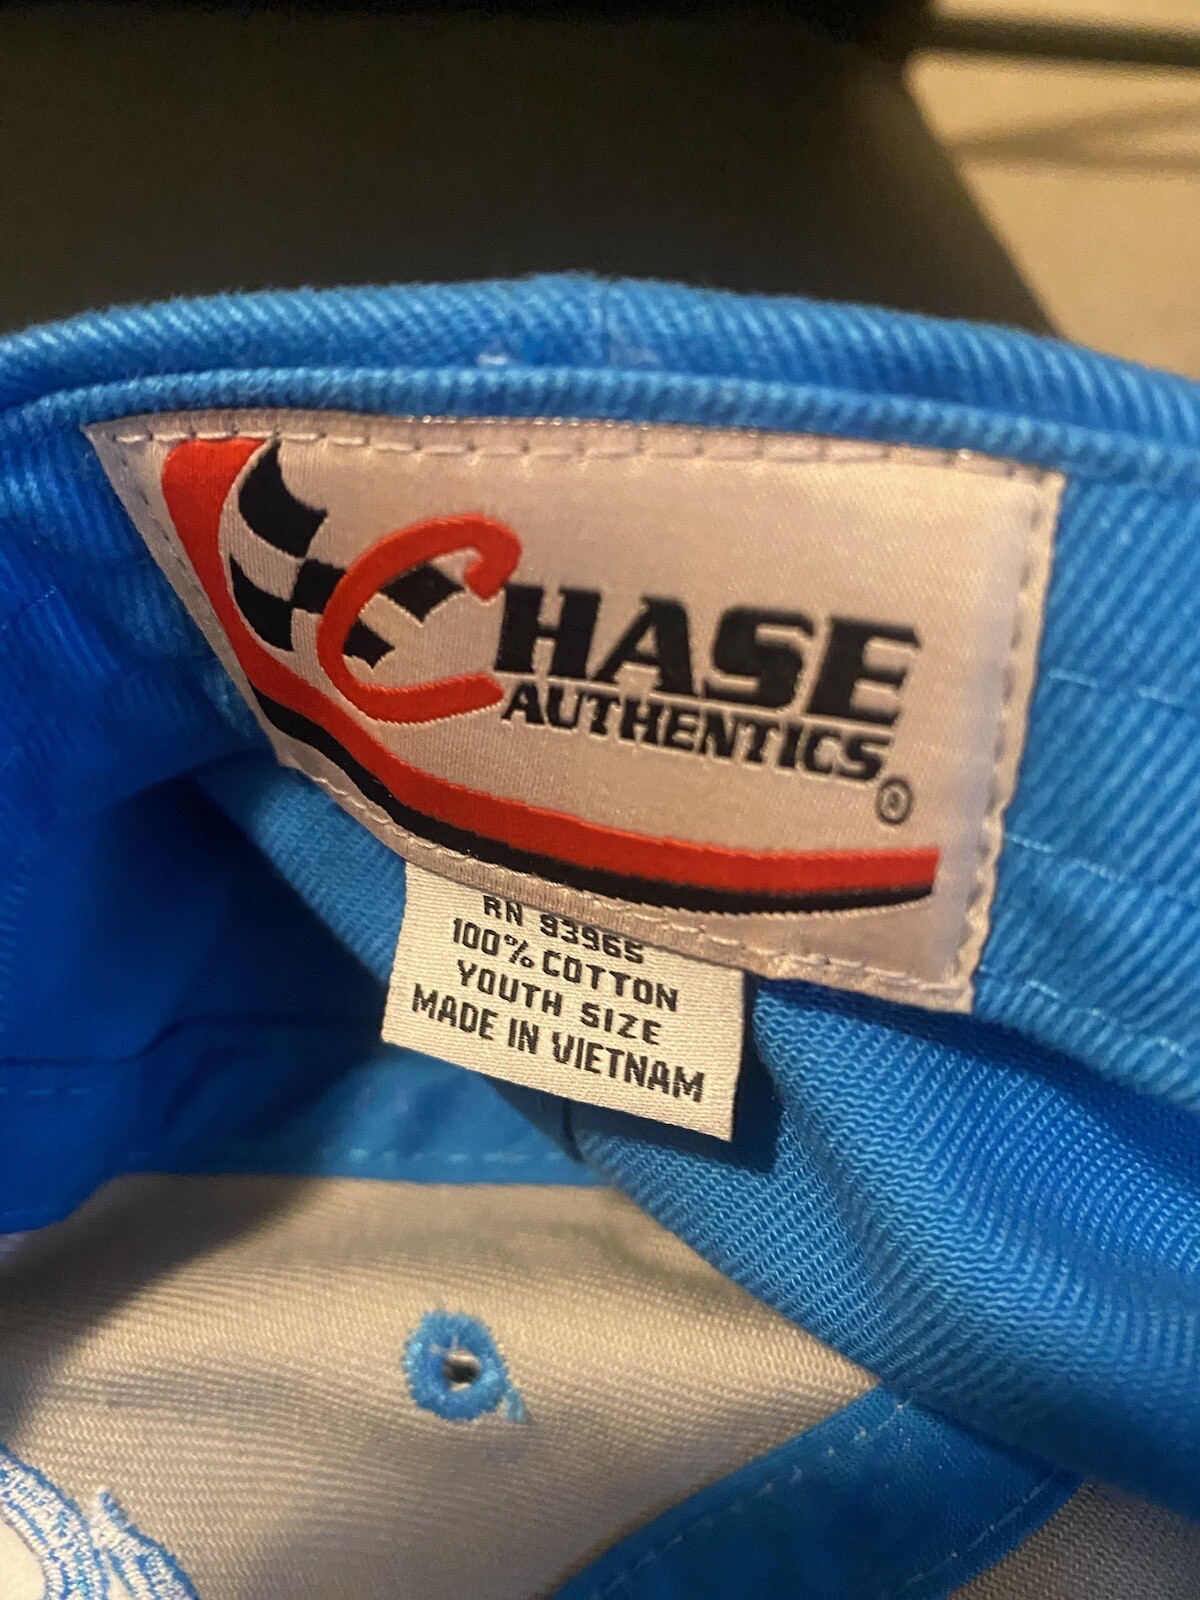 CHASE
AUTHENTICS®
RN 93965
100% COTTON
YOUTH SIZE
MADE IN VIETNAM